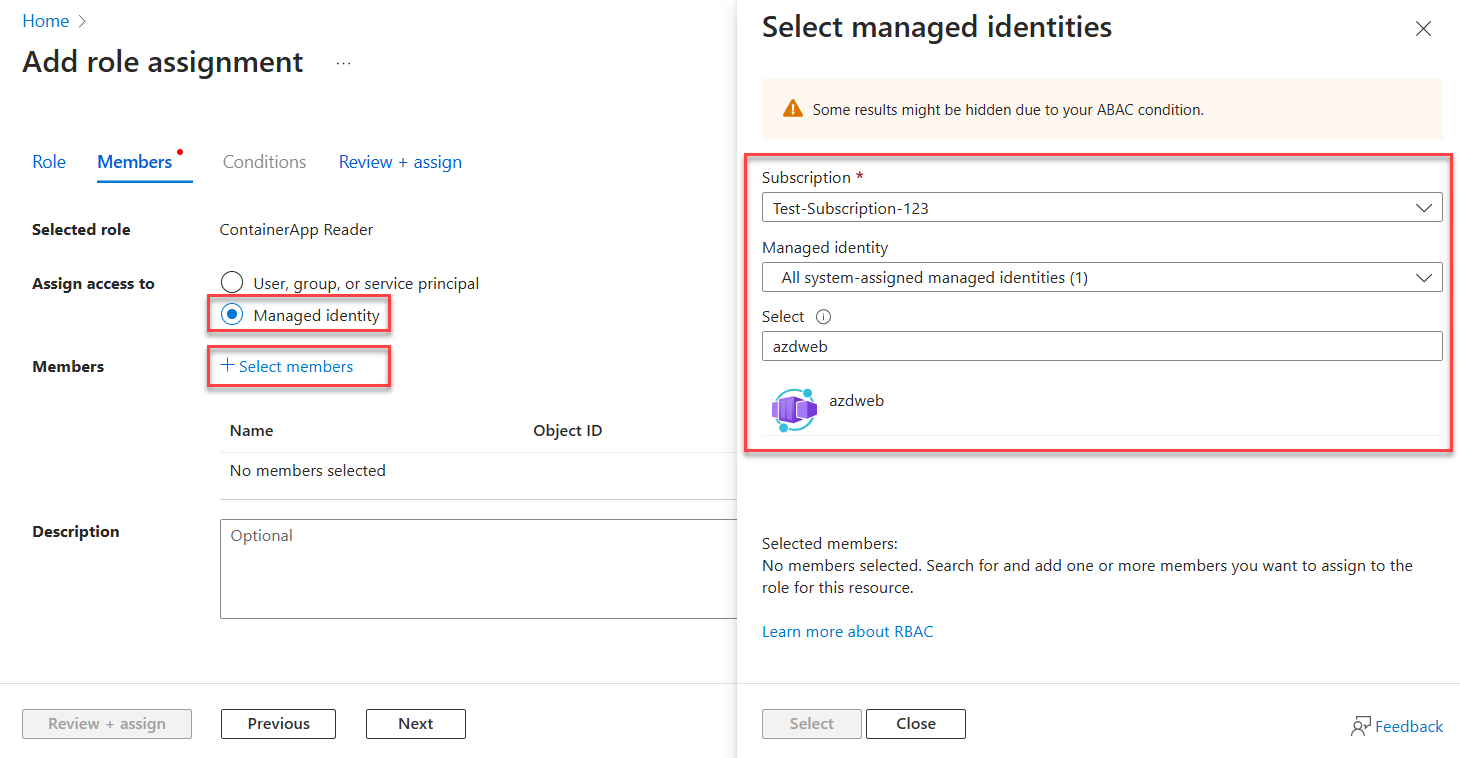 Home
Add role assignment
...
Role Members Conditions Review + assign
Selected role ContainerApp Reader
Assign access to User, group, or service principal
Managed identity
Members + Select members
Name Object ID
No members selected
Description Optional
Review + assign Previous Next
Select managed identities
Some results might be hidden due to your ABAC condition.
Subscription *
Test-Subscription-123
Managed identity
All system-assigned managed identities (1)
Select
azdweb
azdweb
Selected members:
No members selected. Search for and add one or more members you want to assign to the
role for this resource.
Learn more about RBAC
Select Close Feedback